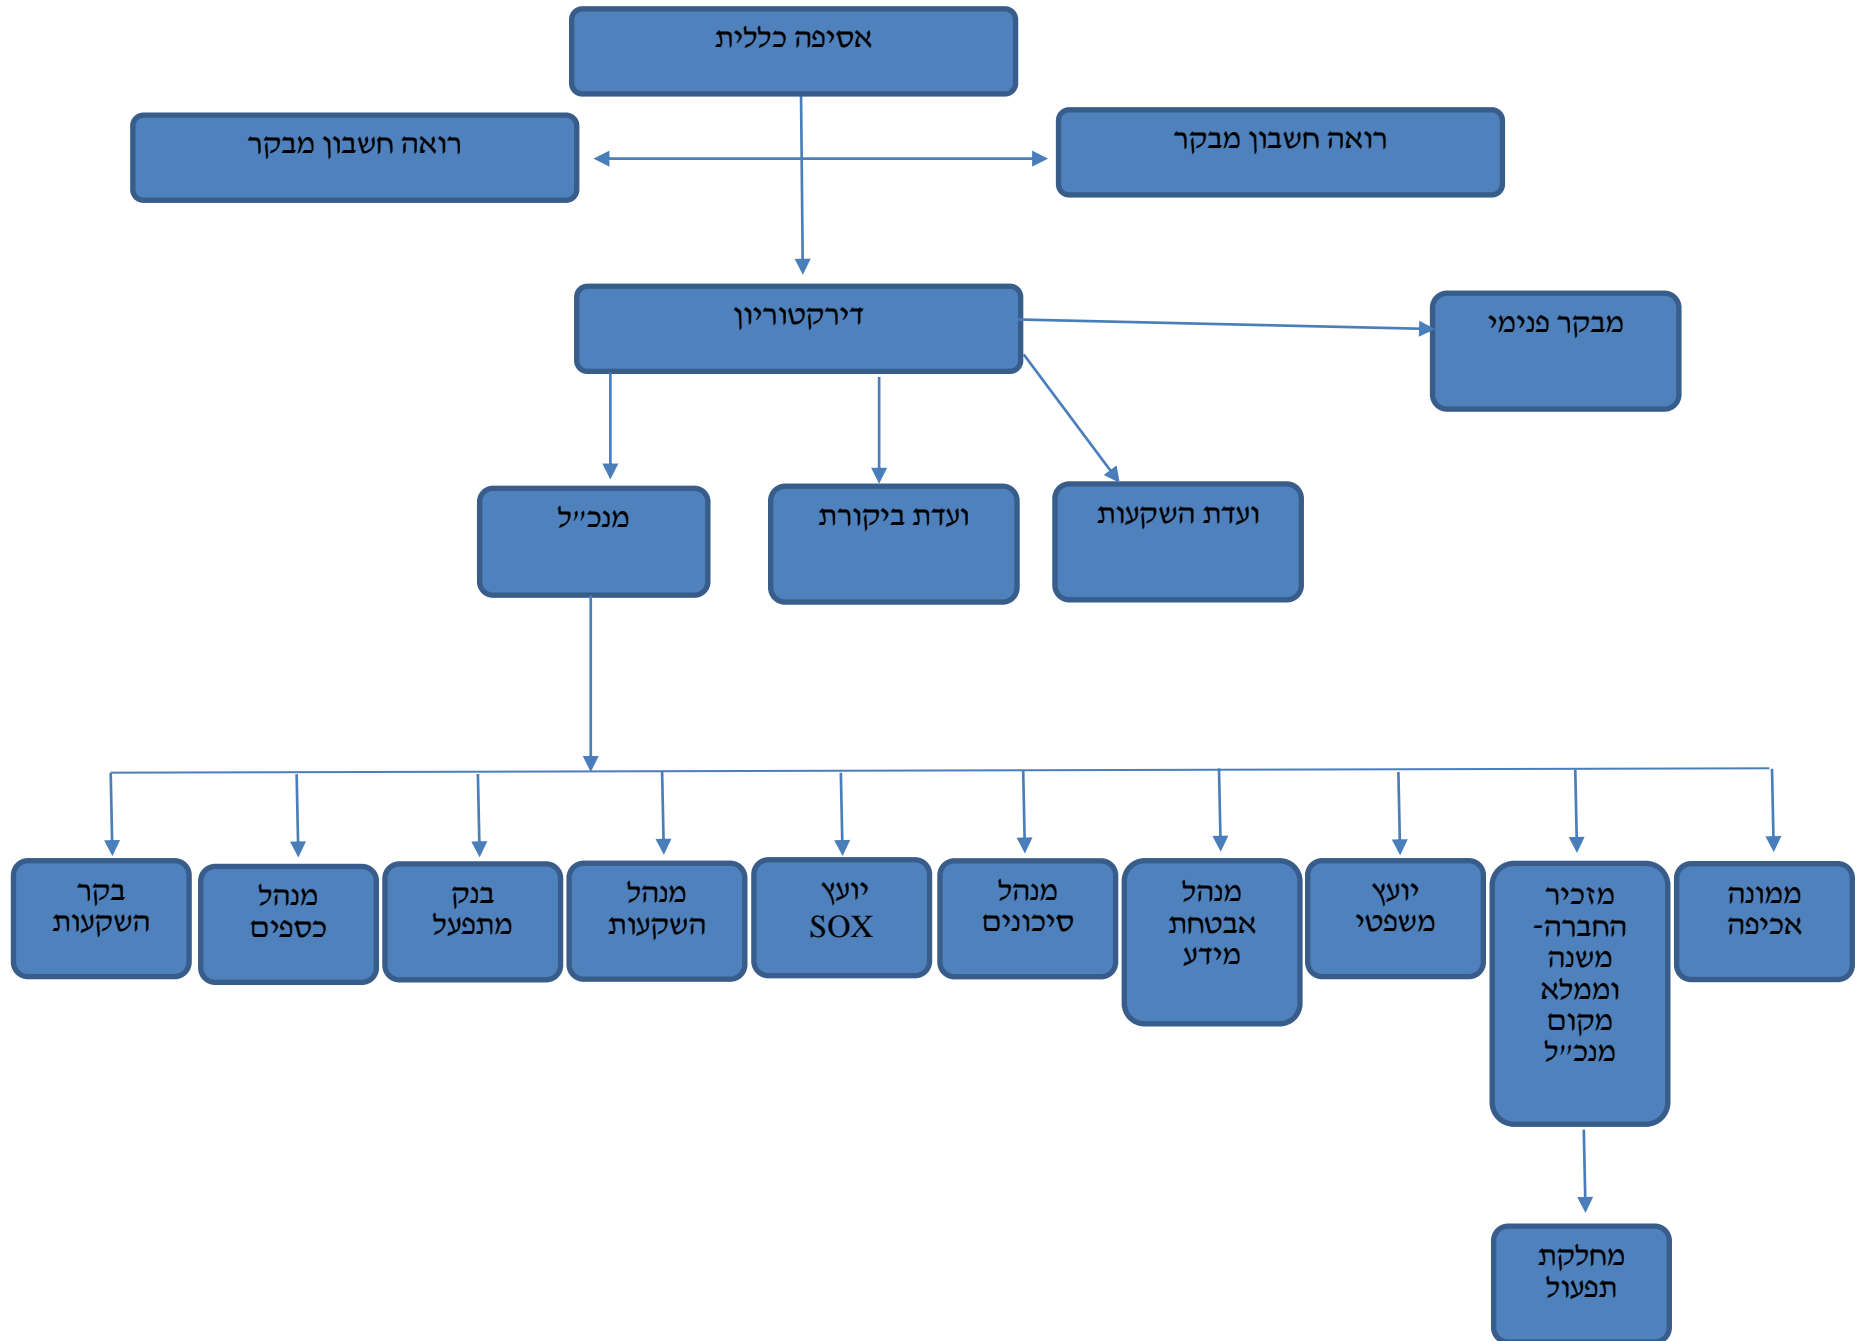 אסיפה כללית
רואה חשבון מבקר
רואה חשבון מבקר
דירקטוריון
מבקר פנימי
ועדת השקעות
ועדת ביקורת
מנכ״ל
ממונה
אכיפה
מזכיר
החברה-
משנה
וממלא
מקום
מנכ״ל
יועץ
משפטי
מנהל
אבטחת
מידע
מנהל
סיכונים
יועץ
SOX
מנהל
השקעות
בנק
מתפעל
מנהל
כספים
בקר
השקעות
מחלקת
תפעול